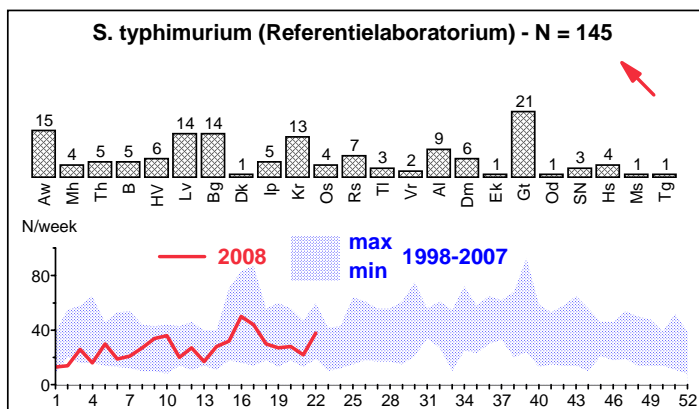 S. typhimurium (Referentielaboratorium) - N = 145
15 4 5 5 6 14 14 1 5 13 4 7 3 2 9 6 1 21 1 3 4 1 1
Aw Mh Th B HV Lv Bg Dk Ip Kr Os Rs Tl Vr Al Dm Ek Gt Od SN Hs Ms Tg
N/week
2008 max 1998-2007
min
80
40
0
1 4 7 10 13 16 19 22 25 28 31 34 37 40 43 46 49 52